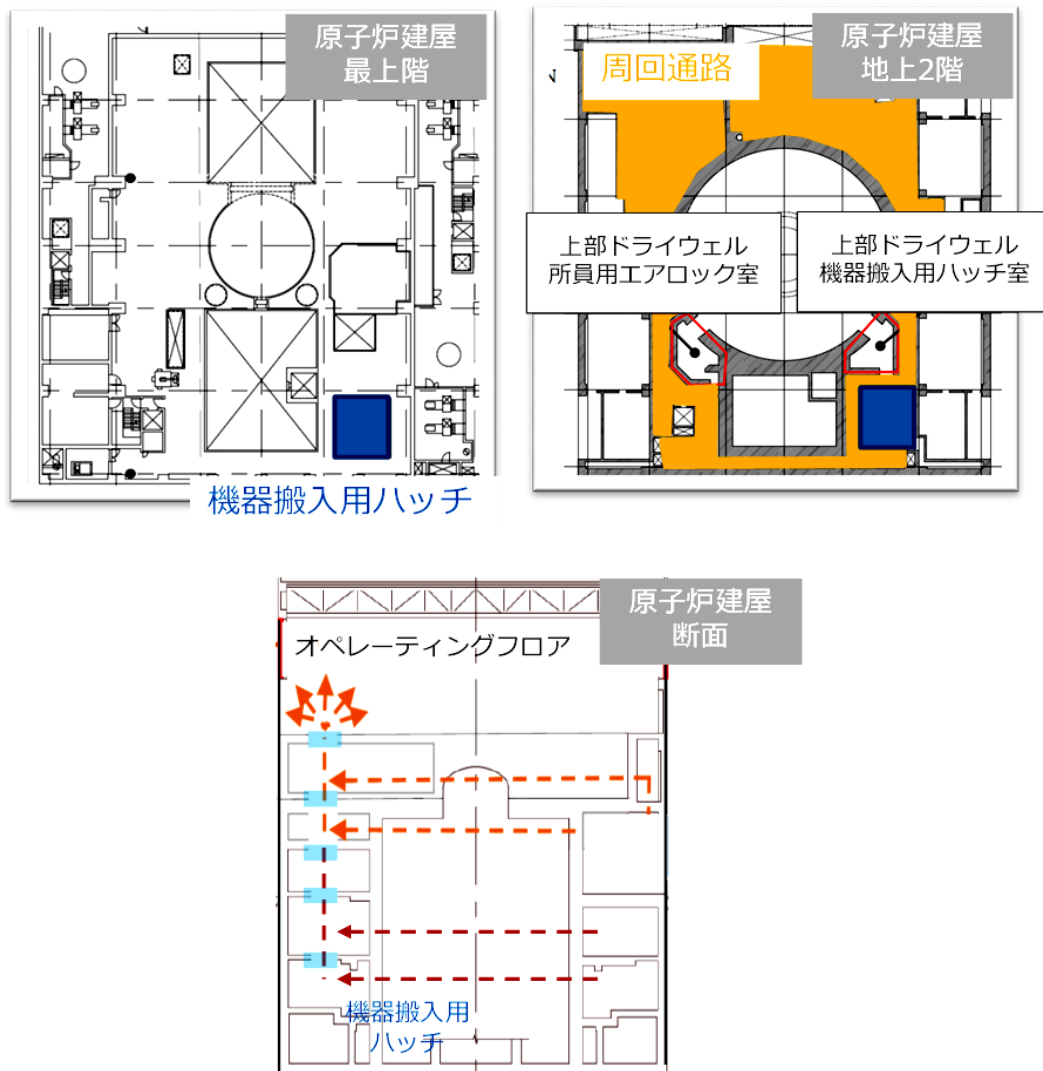 原子炉建屋
最上階
機器搬入用ハッチ
原子炉建屋
地上2階
周回通路
上部ドライウェル
所員用エアロック室
上部ドライウェル
機器搬入用ハッチ室
原子炉建屋
断面
オペレーティングフロア
機器搬入用
ハッチ